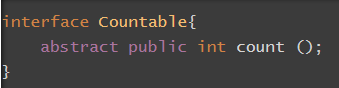 interface Countable{
    abstract public int count ();
}